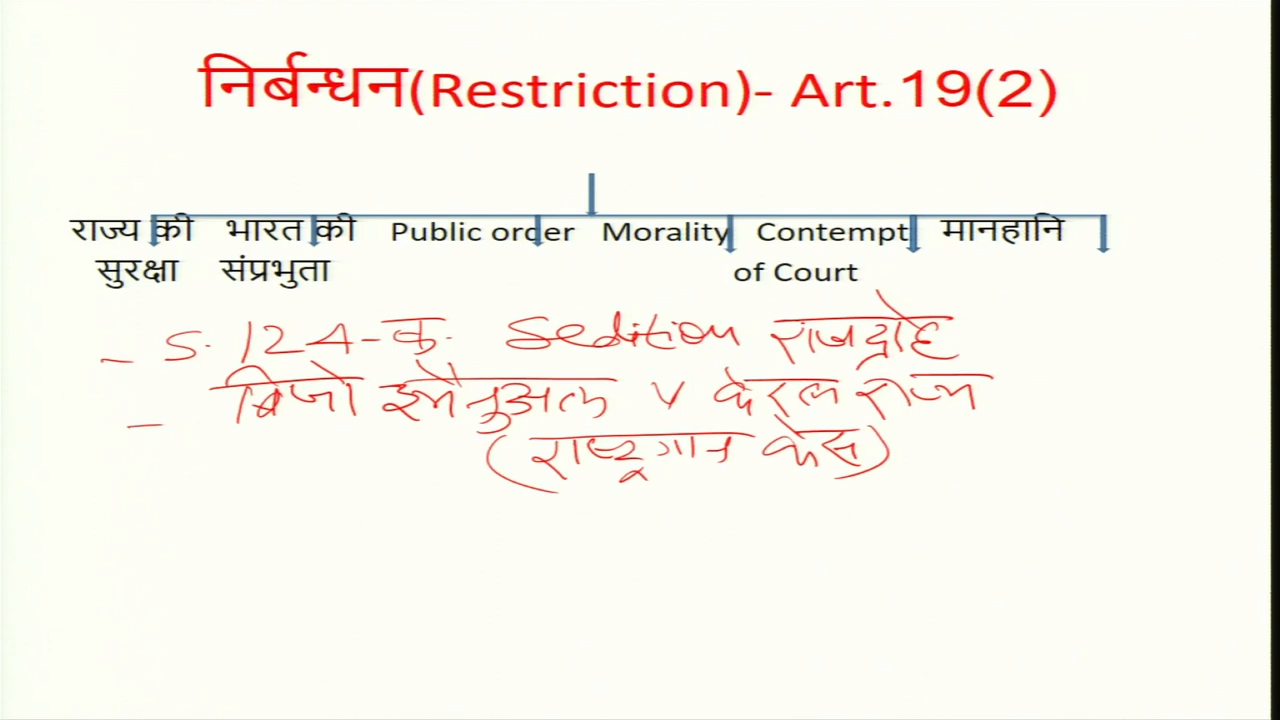 निर्बन्धन(Restriction)- Art.19(2)
राज्य की भारत की Public order Morality Contempt मानहानि
सुरक्षा संप्रभुता of Court
- S. 124-क. Sedition राजद्रोह
- बिजो इमैनुअल v केरल राज्य
(राष्ट्रगान केस)